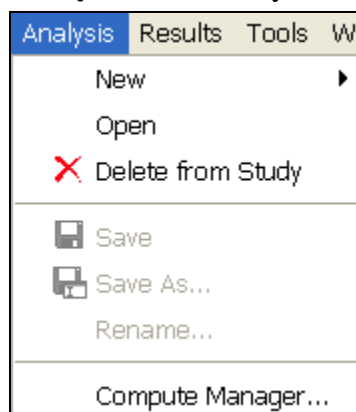 Analysis Results Tools W
New
Open
Delete from Study
Save
Save As...
Rename...
Compute Manager...